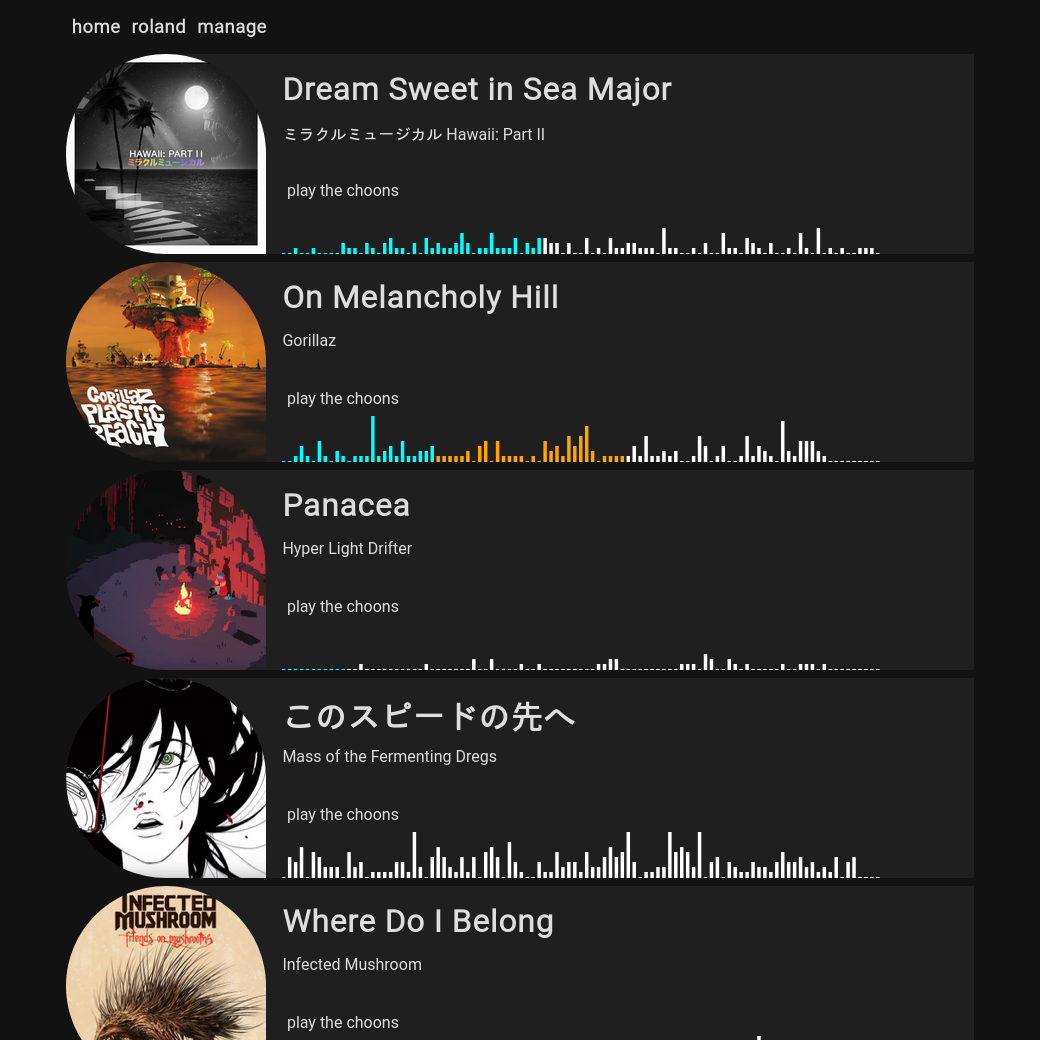 home roland manage
HAWAII: PART II
ミラクルミュージカル
Dream Sweet in Sea Major
ミラクルミュージカル Hawaii: Part II
play the choons
GORILLAZ
PLASTIC
BEACH
On Melancholy Hill
Gorillaz
play the choons
Panacea
Hyper Light Drifter
play the choons
このスピードの先へ
Mass of the Fermenting Dregs
play the choons
INFECTED
MUSHROOM
friends on mushrooms
Where Do I Belong
Infected Mushroom
play the choons